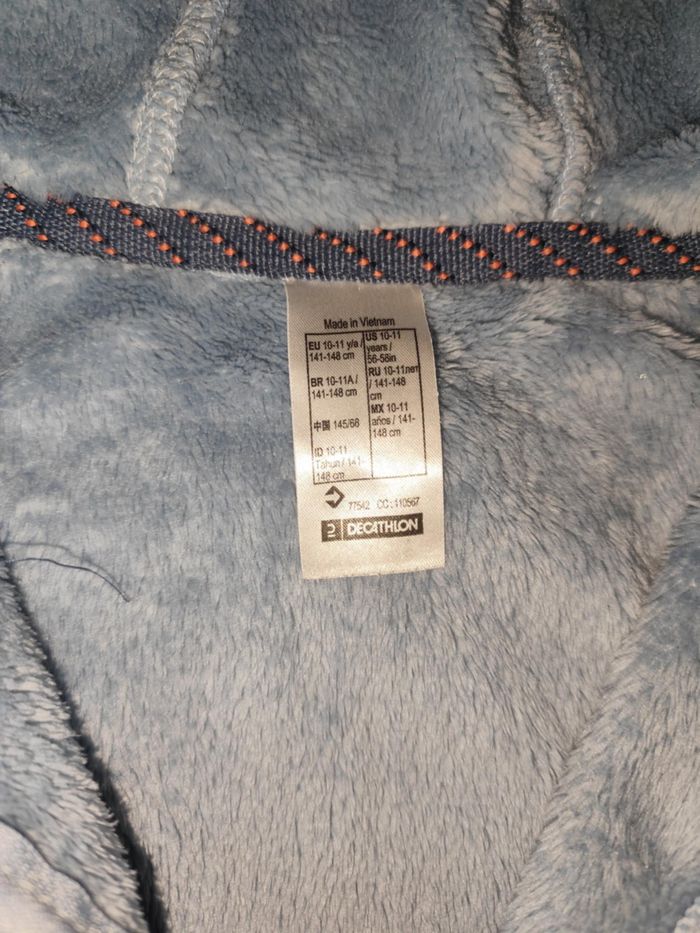 Made in Vietnam
EU 10-11 y/a /
141-148 cm
BR 10-11A /
141-148 cm
中国 145/68
ID 10-11
Tahun / 141-
148 cm
US 10-11
years /
56-58in
RU 10-11лет
/ 141-148
cm
MX 10-11
años / 141-
148 cm
77542 CC : 110567
DECATHLON